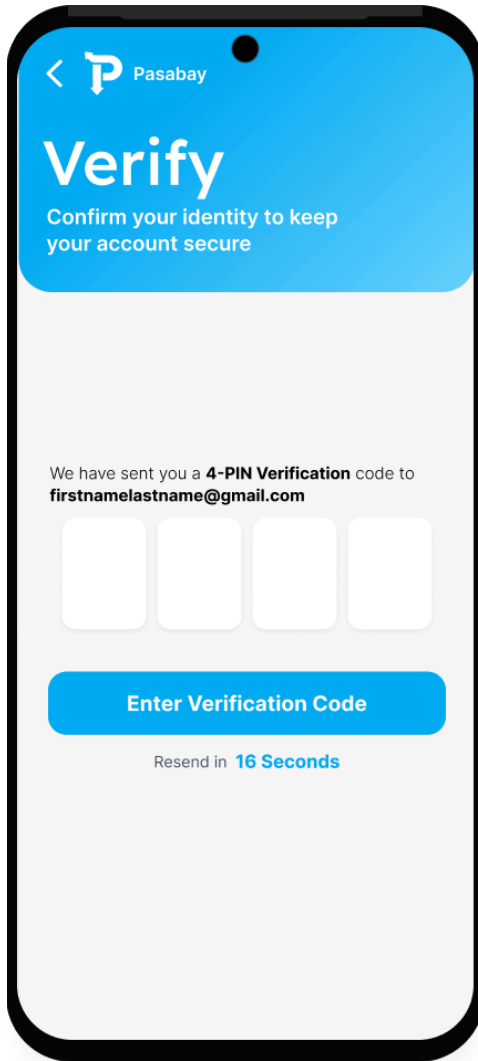 Pasabay
Verify
Confirm your identity to keep
your account secure
We have sent you a 4-PIN Verification code to
firstnamelastname@gmail.com
Enter Verification Code
Resend in 16 Seconds